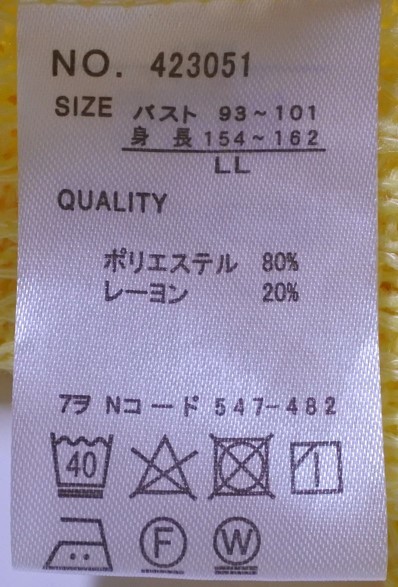 NO. 423051
SIZE バスト 93~101
身長 154~162
LL
QUALITY
ポリエステル 80%
レーヨン 20%
7ヲ Nコード 547-482
40
F W